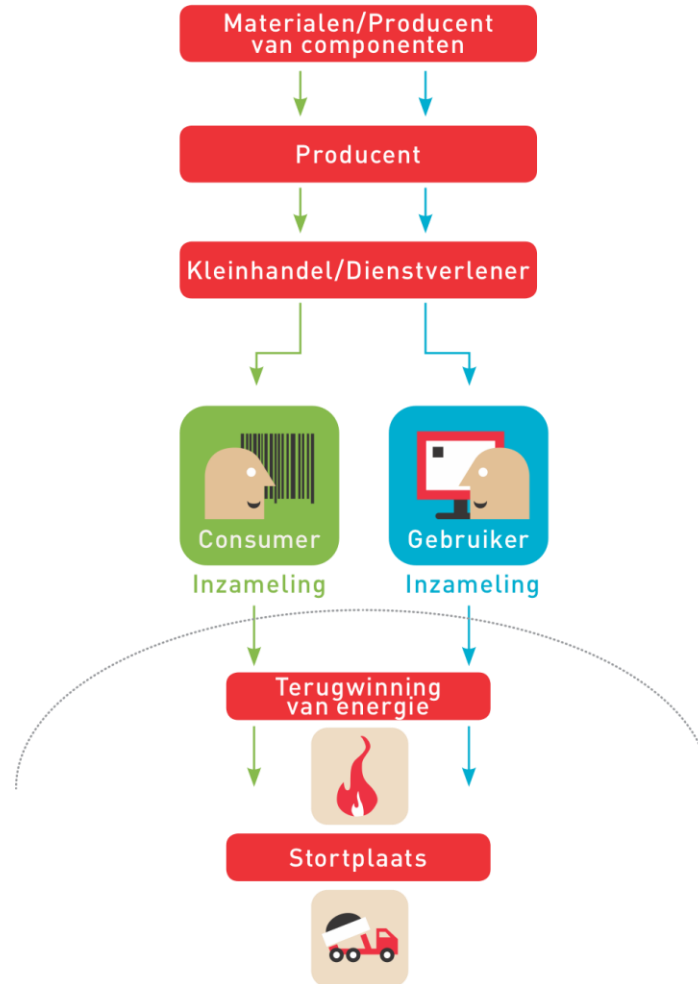 Materialen/Producent
van componenten
Producent
Kleinhandel/Dienstverlener
Consumer
Gebruiker
Inzameling
Inzameling
Terugwinning
van energie
Stortplaats